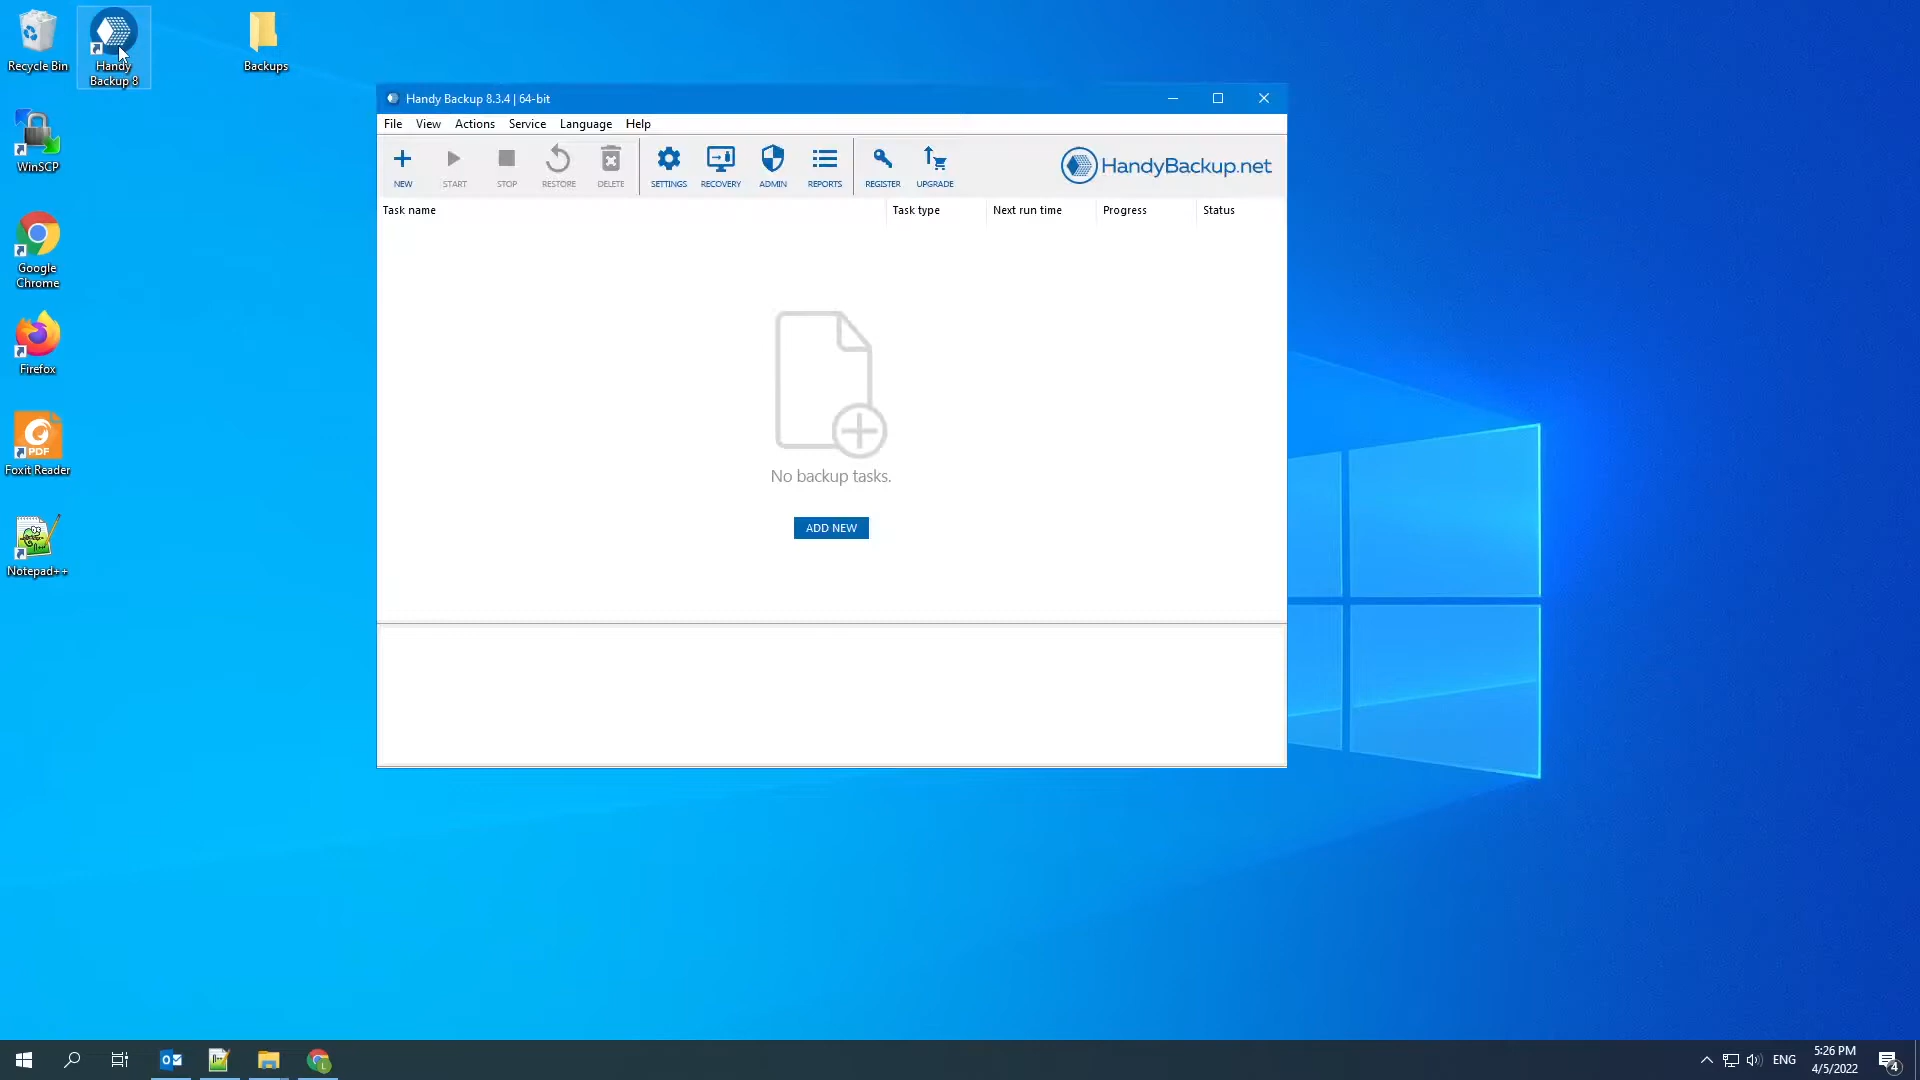 Recycle Bin
Handy
Backup 8
Backups
WinSCP
Google
Chrome
Firefox
PDF
Foxit Reader
Notepad++
Handy Backup 8.3.4 | 64-bit
File View Actions Service Language Help
NEW START STOP RESTORE DELETE SETTINGS RECOVERY ADMIN REPORTS REGISTER UPGRADE
HandyBackup.net
Task name Task type Next run time Progress Status
No backup tasks.
ADD NEW
ENG
5:26 PM
4/5/2022
4